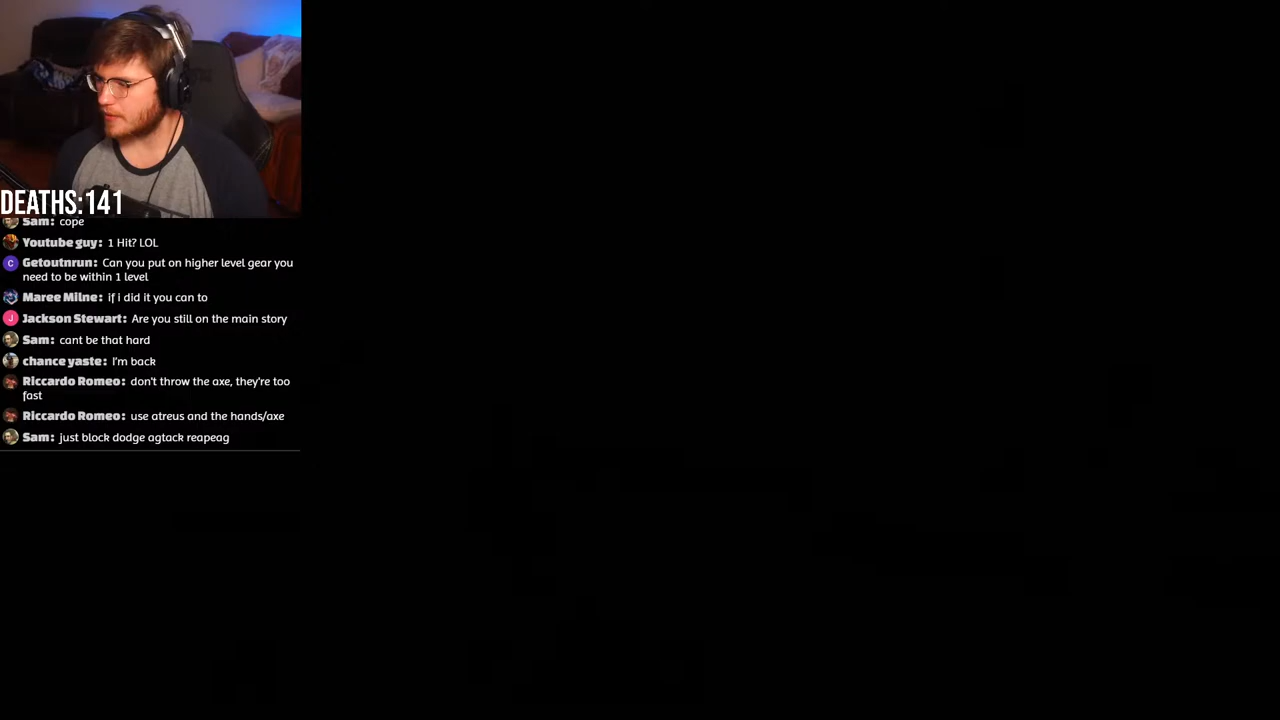 DEATHS:141
Sam: cope
Youtube guy: 1 Hit? LOL
C
Getoutnrun: Can you put on higher level gear you
need to be within 1 level
Maree Milne: if i did it you can to
J
Jackson Stewart: Are you still on the main story
Sam: cant be that hard
chance yaste: I'm back
Riccardo Romeo: don't throw the axe, they're too
fast
Riccardo Romeo: use atreus and the hands/axe
Sam: just block dodge agtack reapeag